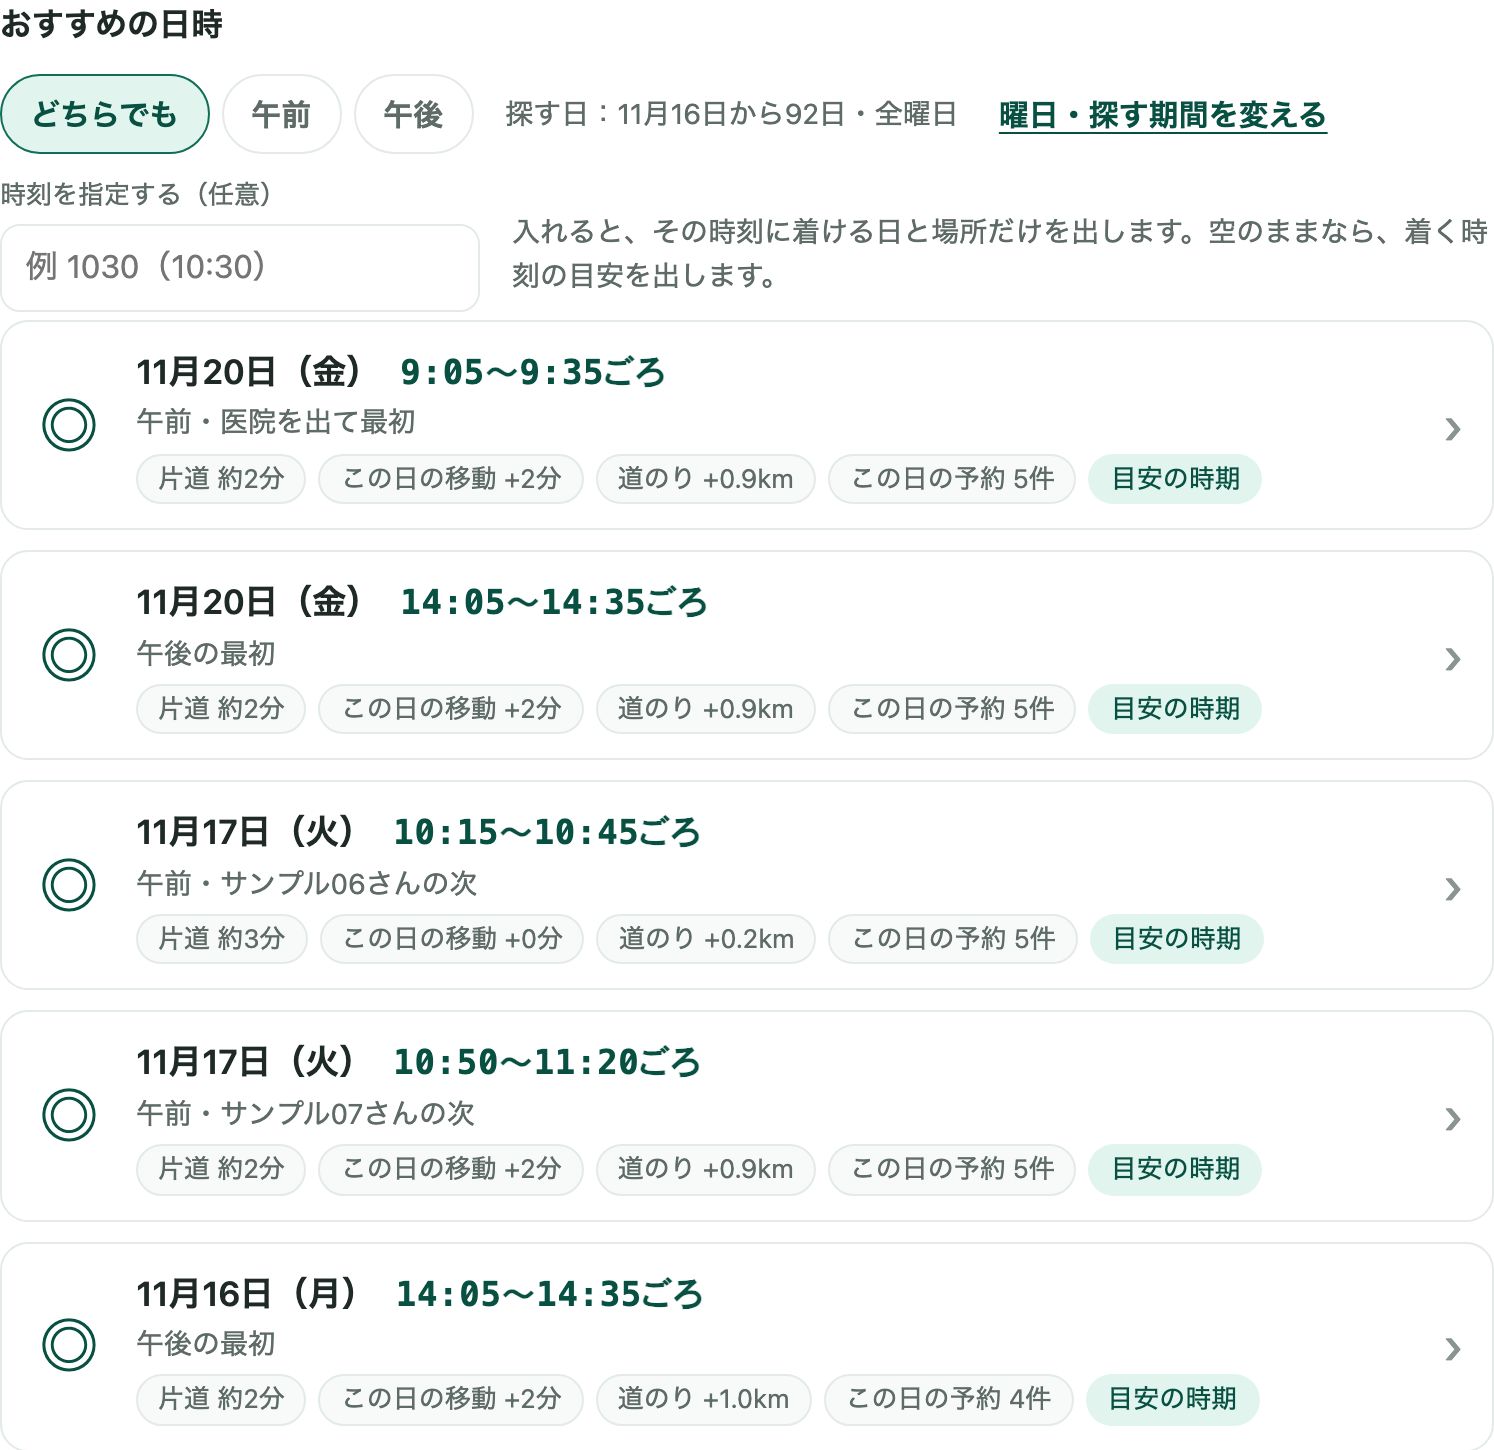 おすすめの日時
どちらでも 午前 午後 探す日：11月16日から92日・全曜日 曜日・探す期間を変える
時刻を指定する（任意）
例 1030（10:30）
入れると、その時刻に着ける日と場所だけを出します。空のままなら、着く時
刻の目安を出します。
11月20日（金） 9:05〜9:35ごろ
午前・医院を出て最初
片道 約2分 この日の移動 +2分 道のり +0.9km この日の予約 5件 目安の時期
11月20日（金） 14:05〜14:35ごろ
午後の最初
片道 約2分 この日の移動 +2分 道のり +0.9km この日の予約 5件 目安の時期
11月17日（火） 10:15〜10:45ごろ
午前・サンプル06さんの次
片道 約3分 この日の移動 +0分 道のり +0.2km この日の予約 5件 目安の時期
11月17日（火） 10:50〜11:20ごろ
午前・サンプル07さんの次
片道 約2分 この日の移動 +2分 道のり +0.9km この日の予約 5件 目安の時期
11月16日（月） 14:05〜14:35ごろ
午後の最初
片道 約2分 この日の移動 +2分 道のり +1.0km この日の予約 4件 目安の時期